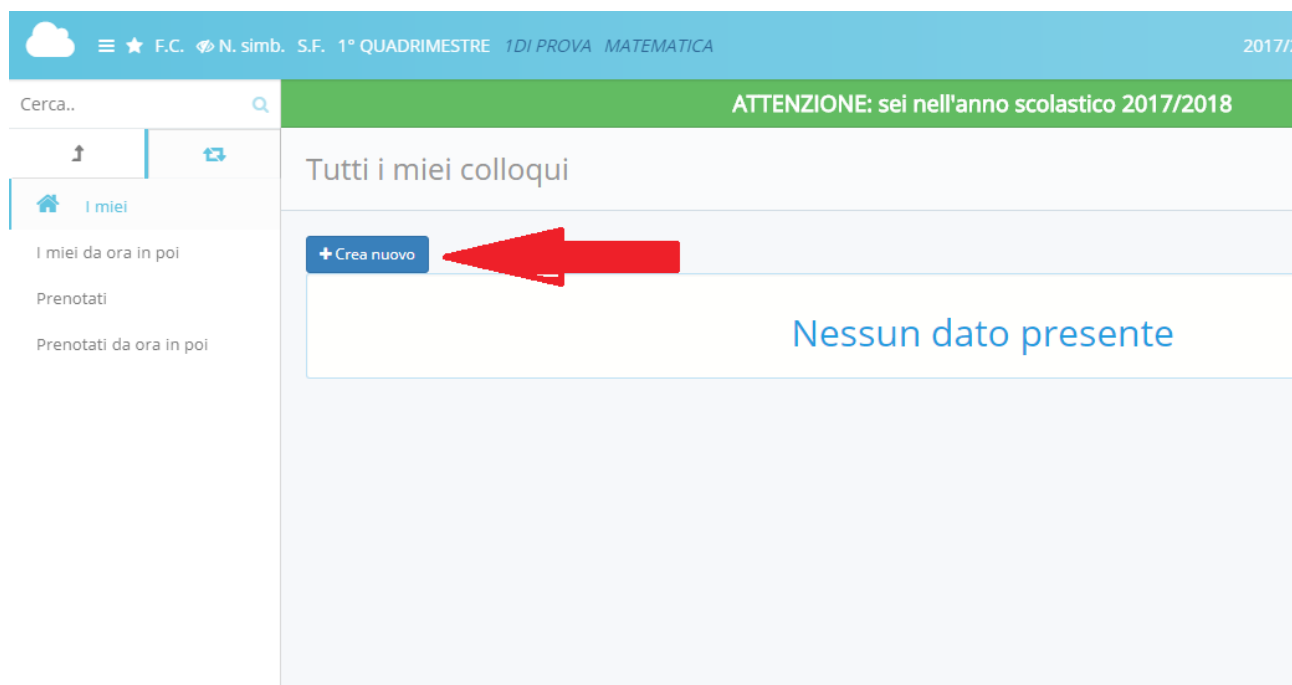 F.C. N. simb. S.F. 1° QUADRIMESTRE 1DI PROVA MATEMATICA
Cerca..
ATTENZIONE: sei nell'anno scolastico 2017/2018
Tutti i miei colloqui
I miei
I miei da ora in poi
Prenotati
Prenotati da ora in poi
Crea nuovo
Nessun dato presente